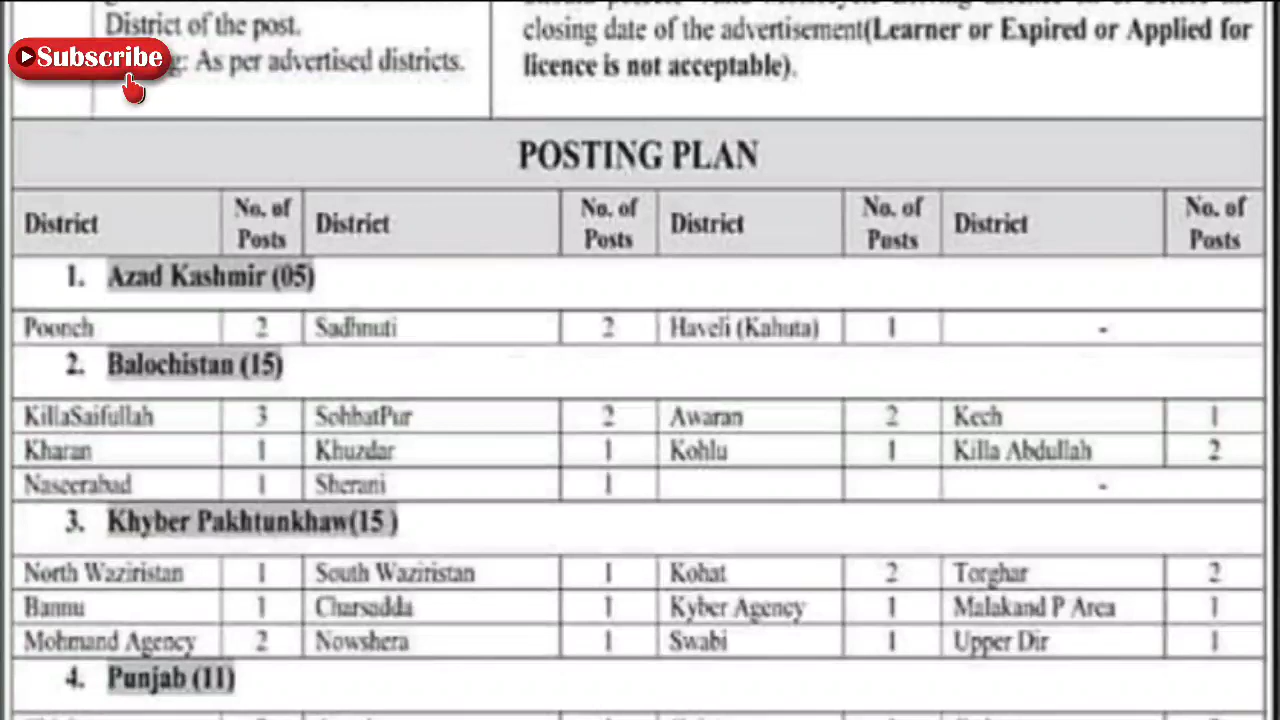 District of the post.
closing date of the advertisement(Learner or Expired or Applied for
Subscribe
: As per advertised districts.
licence is not acceptable).
POSTING PLAN
District No. of Posts District No. of Posts District No. of Posts District No. of Posts
1. Azad Kashmir (05)
Poonch 2 Sadhnuti 2 Haveli (Kahuta) 1 -
2. Balochistan (15)
KillaSaifullah 3 SohbatPur 2 Awaran 2 Kech 1
Kharan 1 Khuzdar 1 Kohlu 1 Killa Abdullah 2
Naseerabad 1 Sherani 1 -
3. Khyber Pakhtunkhaw(15 )
North Waziristan 1 South Waziristan 1 Kohat 2 Torghar 2
Bannu 1 Charsadda 1 Kyber Agency 1 Malakand P Area 1
Mohmand Agency 2 Nowshera 1 Swabi 1 Upper Dir 1
4. Punjab (11)